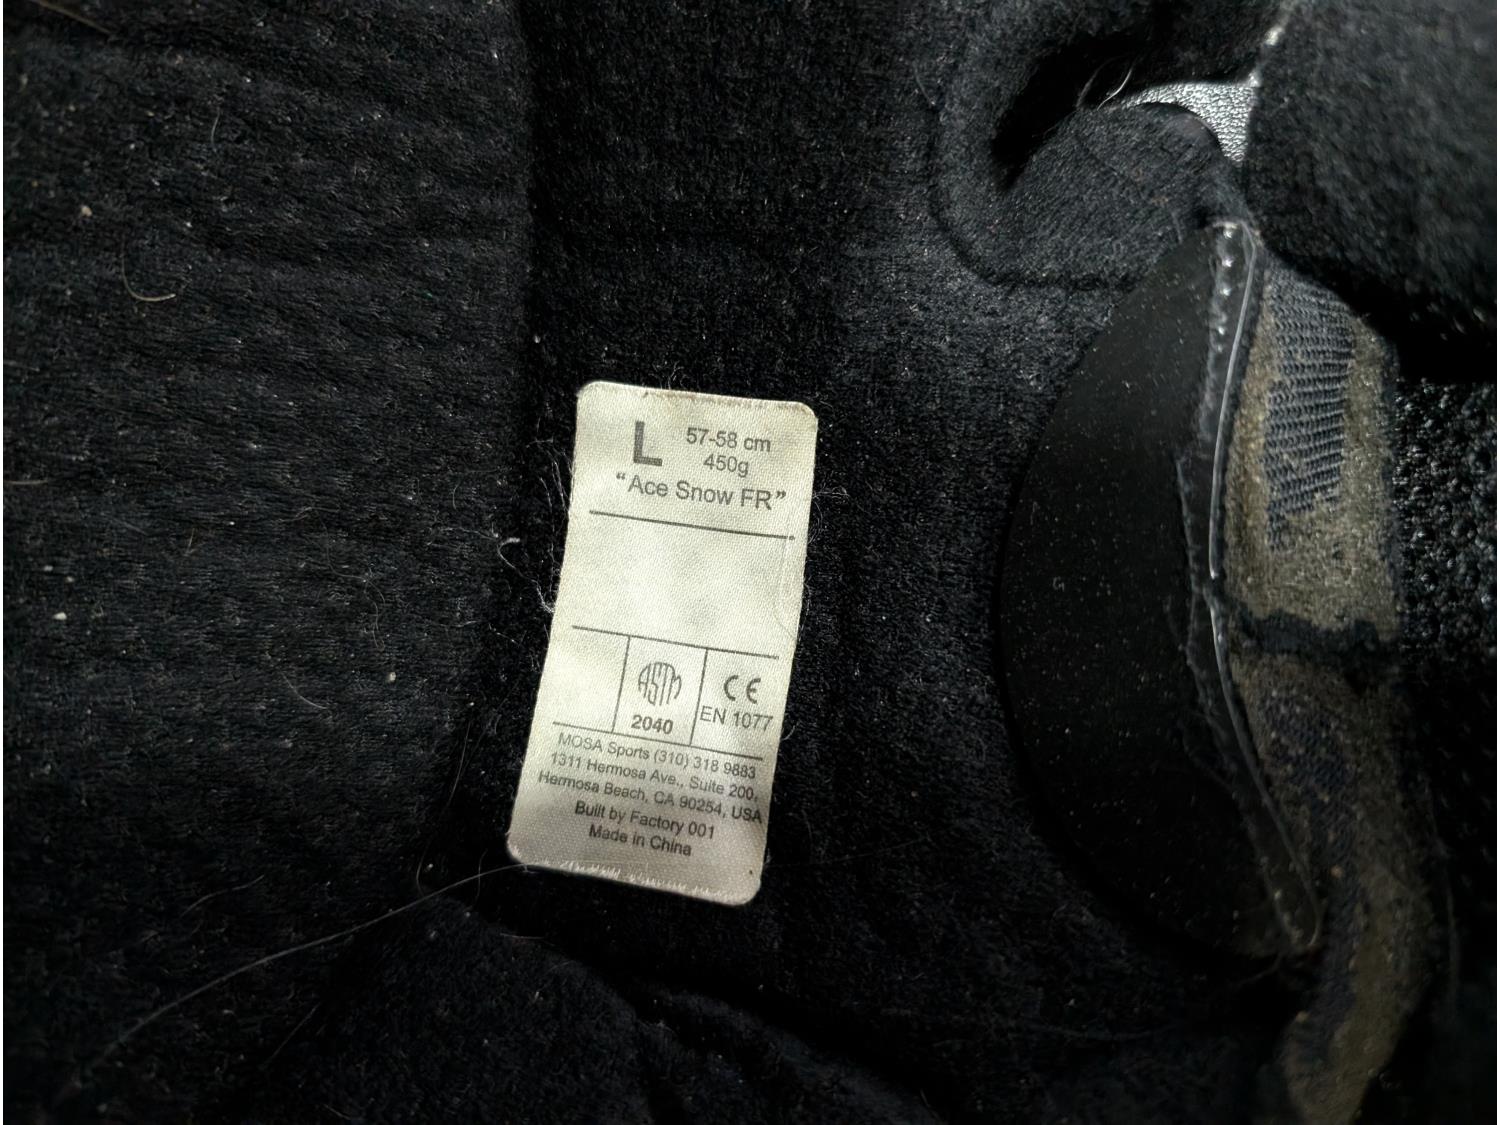 L 57-58 cm
450g
“Ace Snow FR”
ASTM
2040
CE
EN 1077
MOSA Sports (310) 318 9883
1311 Hermosa Ave., Suite 200,
Hermosa Beach, CA 90254, USA
Built by Factory 001
Made in China